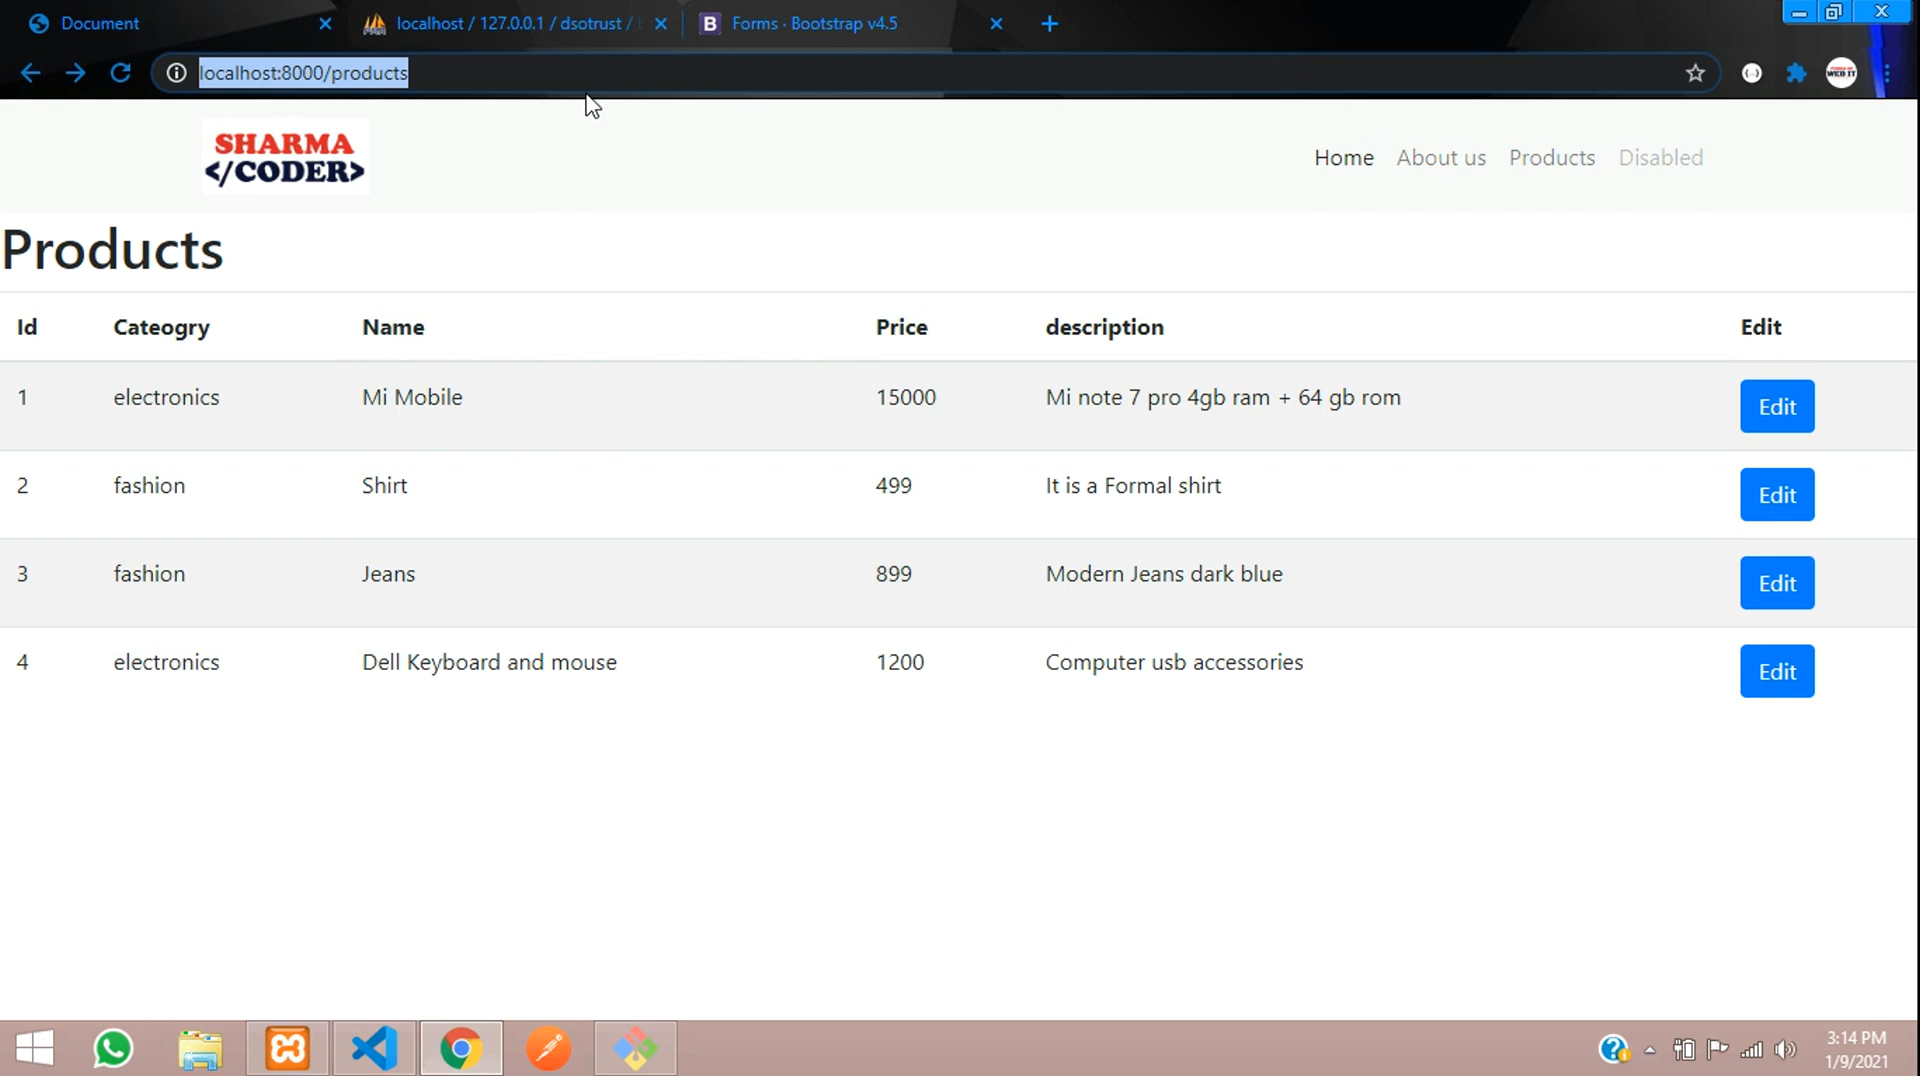 Document
localhost / 127.0.0.1 / dsotrust /
B Forms · Bootstrap v4.5
localhost:8000/products
WEB IT
SHARMA
</CODER>
Home About us Products Disabled
Products
Id Cateogry Name Price description Edit
1 electronics Mi Mobile 15000 Mi note 7 pro 4gb ram + 64 gb rom Edit
2 fashion Shirt 499 It is a Formal shirt Edit
3 fashion Jeans 899 Modern Jeans dark blue Edit
4 electronics Dell Keyboard and mouse 1200 Computer usb accessories Edit
3:14 PM
1/9/2021